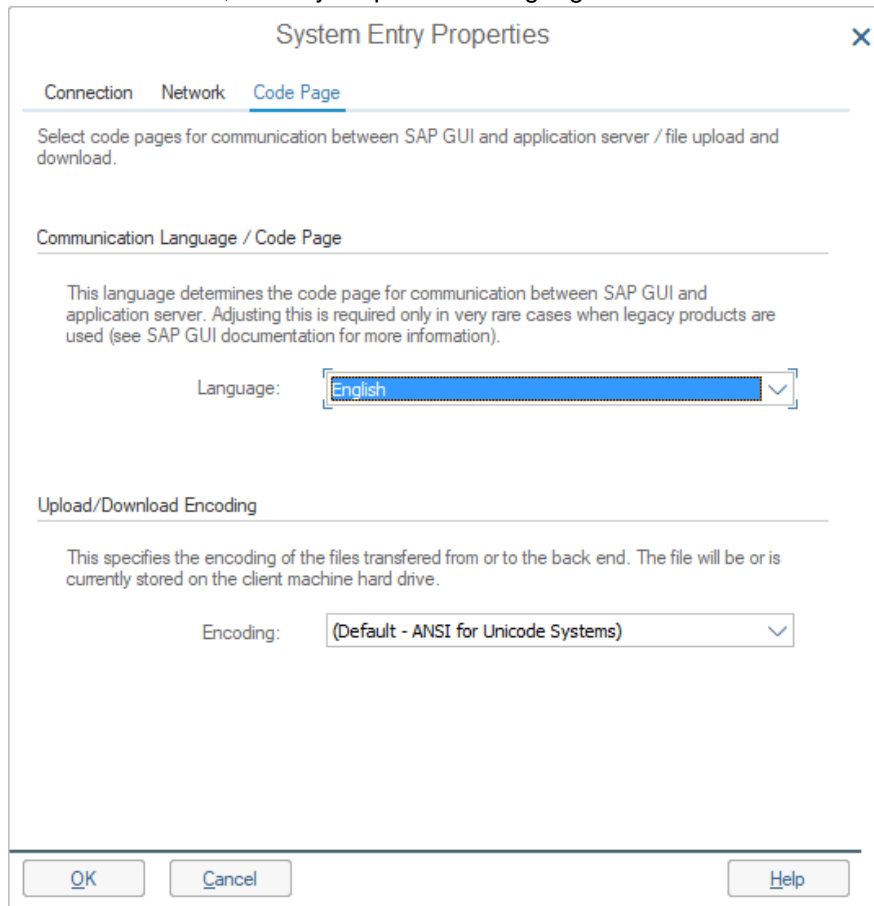 System Entry Properties
Connection Network Code Page
Select code pages for communication between SAP GUI and application server / file upload and
download.
Communication Language / Code Page
This language determines the code page for communication between SAP GUI and
application server. Adjusting this is required only in very rare cases when legacy products are
used (see SAP GUI documentation for more information).
Language: English
Upload/Download Encoding
This specifies the encoding of the files transfered from or to the back end. The file will be or is
currently stored on the client machine hard drive.
Encoding: (Default - ANSI for Unicode Systems)
OK Cancel Help